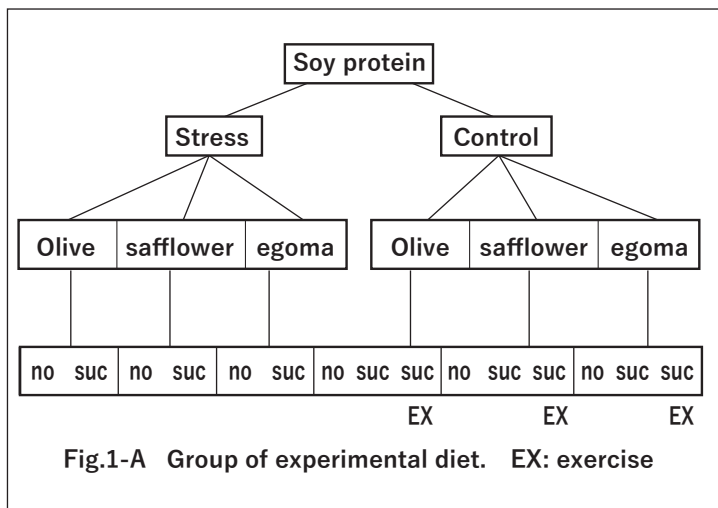 Soy protein
Stress Control
Olive safflower egoma Olive safflower egoma
no suc no suc no suc no suc suc no suc suc no suc suc
EX EX EX
Fig.1-A Group of experimental diet. EX: exercise